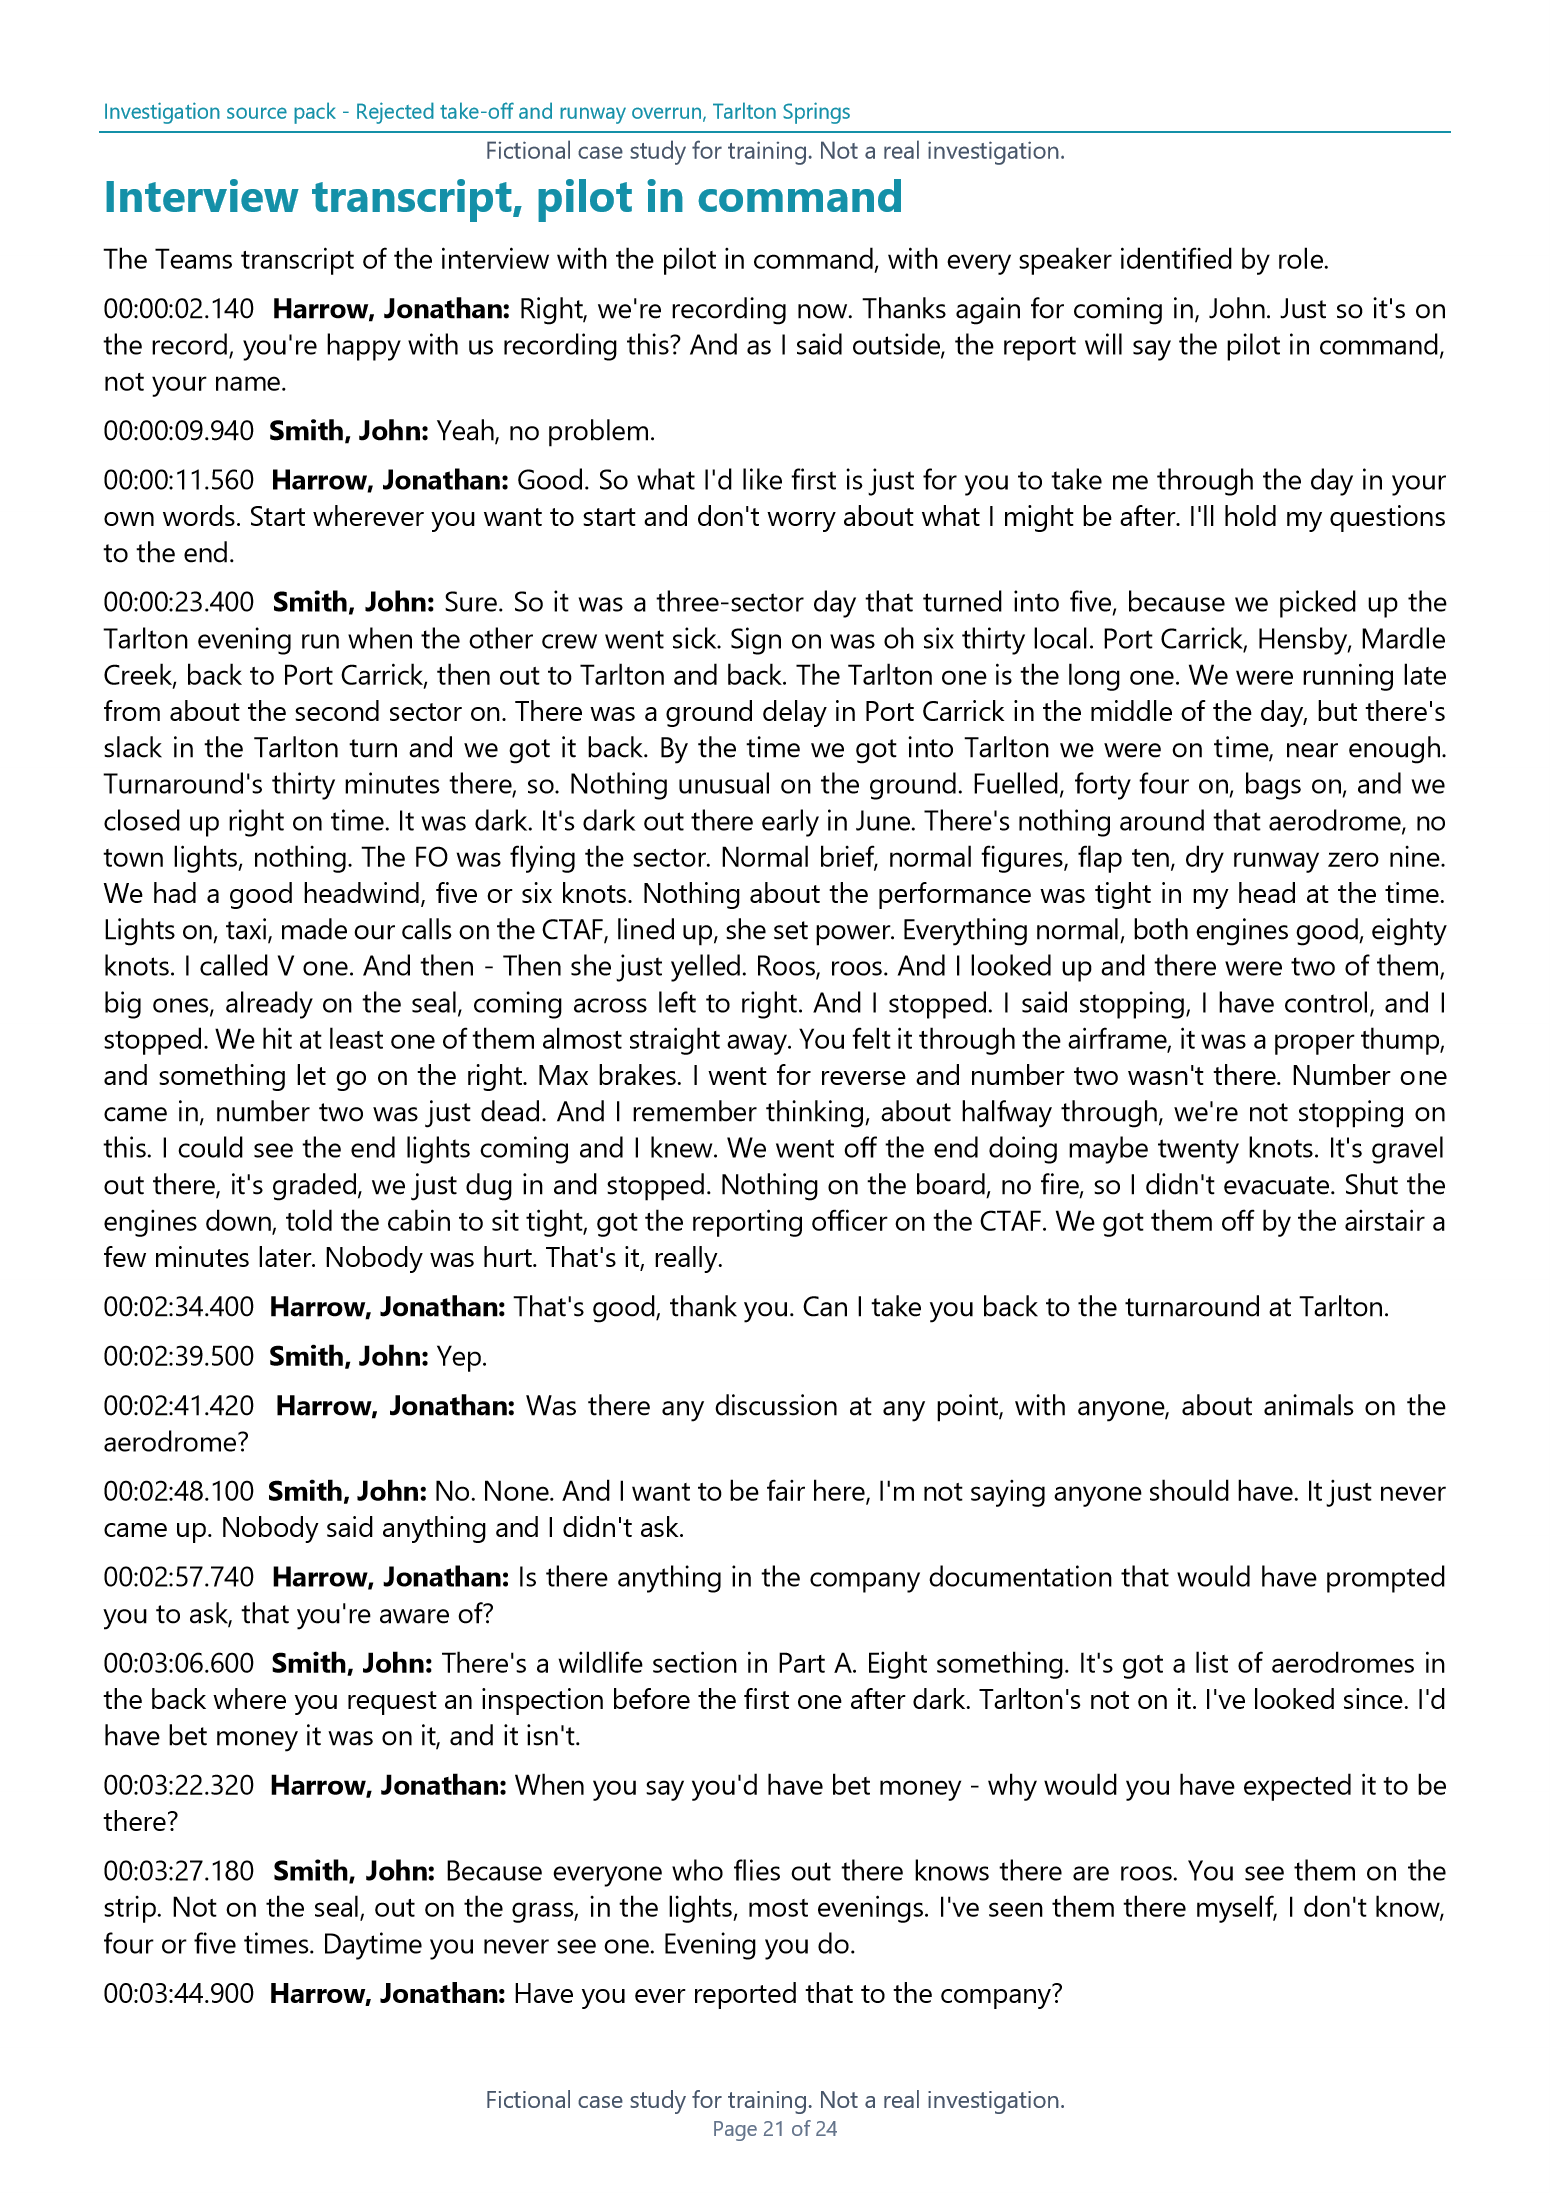 Investigation source pack - Rejected take-off and runway overrun, Tarlton Springs
Fictional case study for training. Not a real investigation.
Interview transcript, pilot in command
The Teams transcript of the interview with the pilot in command, with every speaker identified by role.
00:00:02.140 Harrow, Jonathan: Right, we're recording now. Thanks again for coming in, John. Just so it's on
the record, you're happy with us recording this? And as I said outside, the report will say the pilot in command,
not your name.
00:00:09.940 Smith, John: Yeah, no problem.
00:00:11.560 Harrow, Jonathan: Good. So what I'd like first is just for you to take me through the day in your
own words. Start wherever you want to start and don't worry about what I might be after. I'll hold my questions
to the end.
00:00:23.400 Smith, John: Sure. So it was a three-sector day that turned into five, because we picked up the
Tarlton evening run when the other crew went sick. Sign on was oh six thirty local. Port Carrick, Hensby, Mardle
Creek, back to Port Carrick, then out to Tarlton and back. The Tarlton one is the long one. We were running late
from about the second sector on. There was a ground delay in Port Carrick in the middle of the day, but there's
slack in the Tarlton turn and we got it back. By the time we got into Tarlton we were on time, near enough.
Turnaround's thirty minutes there, so. Nothing unusual on the ground. Fuelled, forty four on, bags on, and we
closed up right on time. It was dark. It's dark out there early in June. There's nothing around that aerodrome, no
town lights, nothing. The FO was flying the sector. Normal brief, normal figures, flap ten, dry runway zero nine.
We had a good headwind, five or six knots. Nothing about the performance was tight in my head at the time.
Lights on, taxi, made our calls on the CTAF, lined up, she set power. Everything normal, both engines good, eighty
knots. I called V one. And then - Then she just yelled. Roos, roos. And I looked up and there were two of them,
big ones, already on the seal, coming across left to right. And I stopped. I said stopping, I have control, and I
stopped. We hit at least one of them almost straight away. You felt it through the airframe, it was a proper thump,
and something let go on the right. Max brakes. I went for reverse and number two wasn't there. Number one
came in, number two was just dead. And I remember thinking, about halfway through, we're not stopping on
this. I could see the end lights coming and I knew. We went off the end doing maybe twenty knots. It's gravel
out there, it's graded, we just dug in and stopped. Nothing on the board, no fire, so I didn't evacuate. Shut the
engines down, told the cabin to sit tight, got the reporting officer on the CTAF. We got them off by the airstair a
few minutes later. Nobody was hurt. That's it, really.
00:02:34.400 Harrow, Jonathan: That's good, thank you. Can I take you back to the turnaround at Tarlton.
00:02:39.500 Smith, John: Yep.
00:02:41.420 Harrow, Jonathan: Was there any discussion at any point, with anyone, about animals on the
aerodrome?
00:02:48.100 Smith, John: No. None. And I want to be fair here, I'm not saying anyone should have. It just never
came up. Nobody said anything and I didn't ask.
00:02:57.740 Harrow, Jonathan: Is there anything in the company documentation that would have prompted
you to ask, that you're aware of?
00:03:06.600 Smith, John: There's a wildlife section in Part A. Eight something. It's got a list of aerodromes in
the back where you request an inspection before the first one after dark. Tarlton's not on it. I've looked since. I'd
have bet money it was on it, and it isn't.
00:03:22.320 Harrow, Jonathan: When you say you'd have bet money - why would you have expected it to be
there?
00:03:27.180 Smith, John: Because everyone who flies out there knows there are roos. You see them on the
strip. Not on the seal, out on the grass, in the lights, most evenings. I've seen them there myself, I don't know,
four or five times. Daytime you never see one. Evening you do.
00:03:44.900 Harrow, Jonathan: Have you ever reported that to the company?
Fictional case study for training. Not a real investigation.
Page 21 of 24